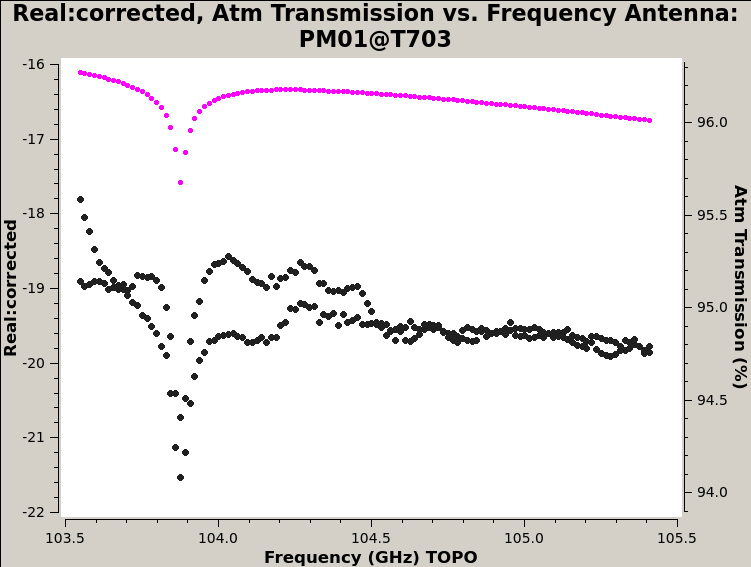 Real:corrected, Atm Transmission vs. Frequency Antenna:
PM01@T703
-16
-17
-18
-19
-20
-21
-22
Real:corrected
96.0
95.5
95.0
94.5
94.0
Atm Transmission (%)
103.5 104.0 104.5 105.0 105.5
Frequency (GHz) TOPO